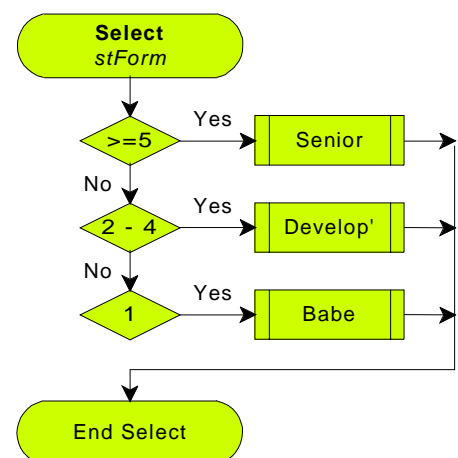 Select
stForm
>=5
Yes
Senior
No
2 - 4
Yes
Develop'
No
1
Yes
Babe
End Select